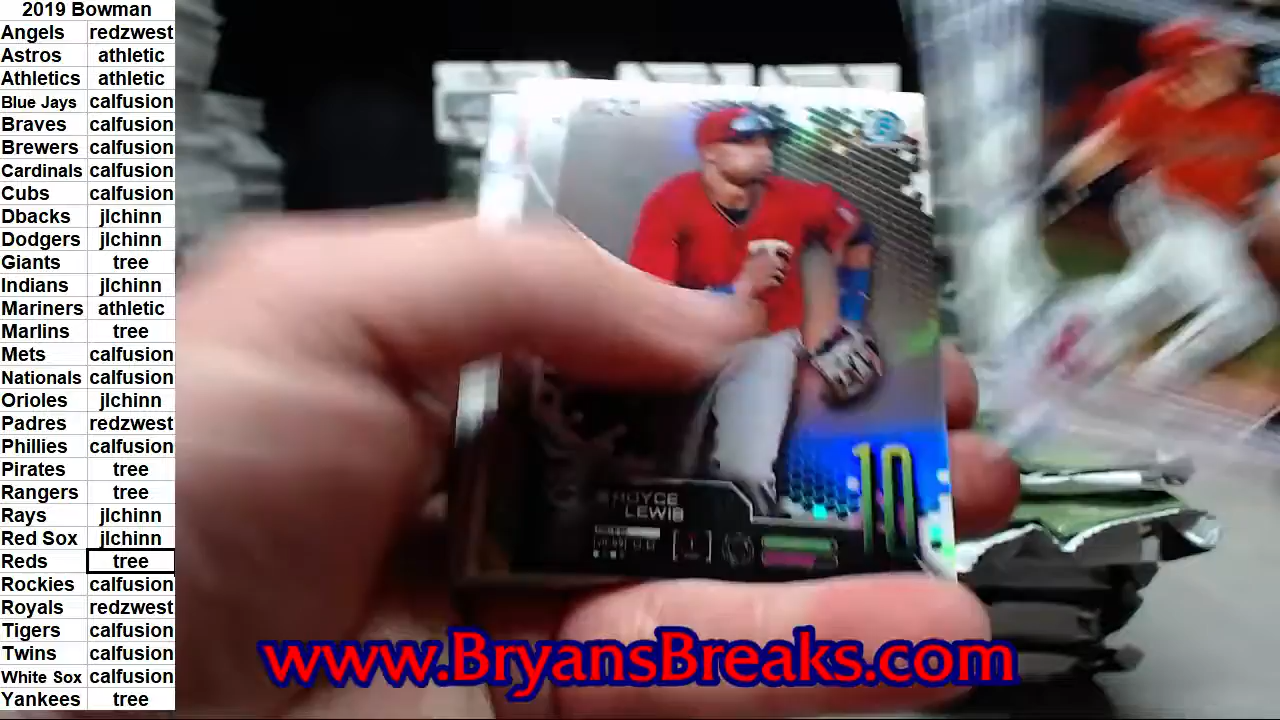 2019 Bowman
Angels redzwest
Astros athletic
Athletics athletic
Blue Jays calfusion
Braves calfusion
Brewers calfusion
Cardinals calfusion
Cubs calfusion
Dbacks jlchinn
Dodgers jlchinn
Giants tree
Indians jlchinn
Mariners athletic
Marlins tree
Mets calfusion
Nationals calfusion
Orioles jlchinn
Padres redzwest
Phillies calfusion
Pirates tree
Rangers tree
Rays jlchinn
Red Sox jlchinn
Reds tree
Rockies calfusion
Royals redzwest
Tigers calfusion
Twins calfusion
White Sox calfusion
Yankees tree
10
ROYCE
LEWIS
www.BryansBreaks.com